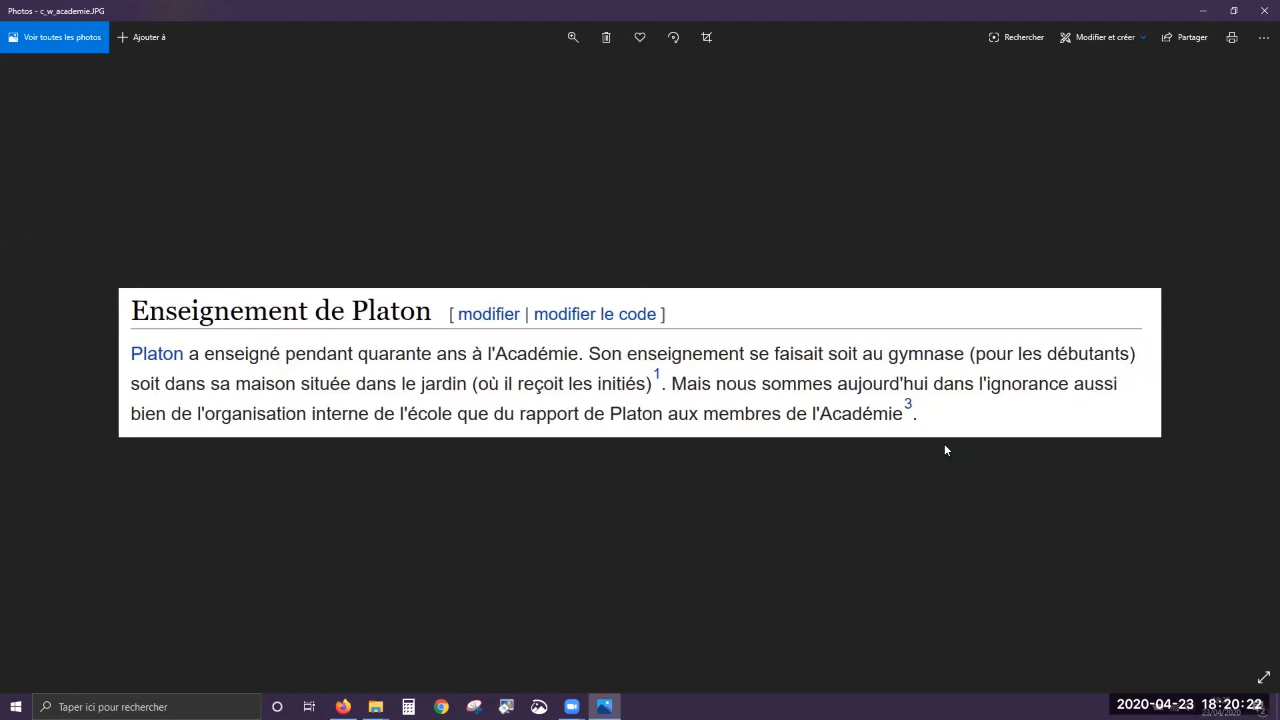 Photos - c_w_academie.JPG
Voir toutes les photos
Ajouter à
Rechercher
Modifier et créer
Partager
Enseignement de Platon [ modifier | modifier le code ]
Platon a enseigné pendant quarante ans à l'Académie. Son enseignement se faisait soit au gymnase (pour les débutants)
soit dans sa maison située dans le jardin (où il reçoit les initiés)1. Mais nous sommes aujourd'hui dans l'ignorance aussi
bien de l'organisation interne de l'école que du rapport de Platon aux membres de l'Académie3.
Taper ici pour rechercher
2020-04-23 18:20:22